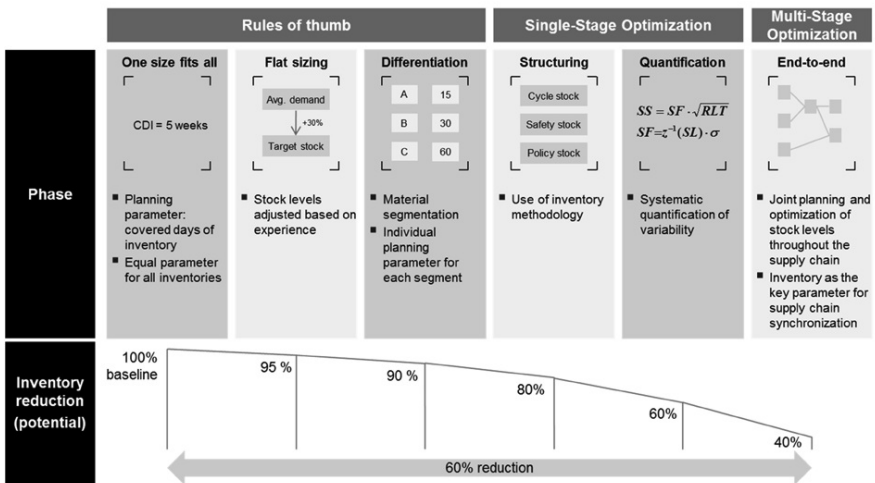 Rules of thumb
Single-Stage Optimization
Multi-Stage
Optimization
Phase
One size fits all
CDI = 5 weeks
▪ Planning
parameter:
covered days of
inventory
▪ Equal parameter
for all inventories
Flat sizing
Avg. demand
+30%
Target stock
▪ Stock levels
adjusted based on
experience
Differentiation
A 15
B 30
C 60
▪ Material
segmentation
▪ Individual
planning
parameter for
each segment
Structuring
Cycle stock
Safety stock
Policy stock
▪ Use of inventory
methodology
Quantification
SS = SF · √RLT
SF=z⁻¹(SL)·σ
▪ Systematic
quantification of
variability
End-to-end
▪ Joint planning and
optimization of
stock levels
throughout the
supply chain
▪ Inventory as the
key parameter for
supply chain
synchronization
Inventory
reduction
(potential)
100%
baseline
95 %
90 %
80%
60%
40%
60% reduction